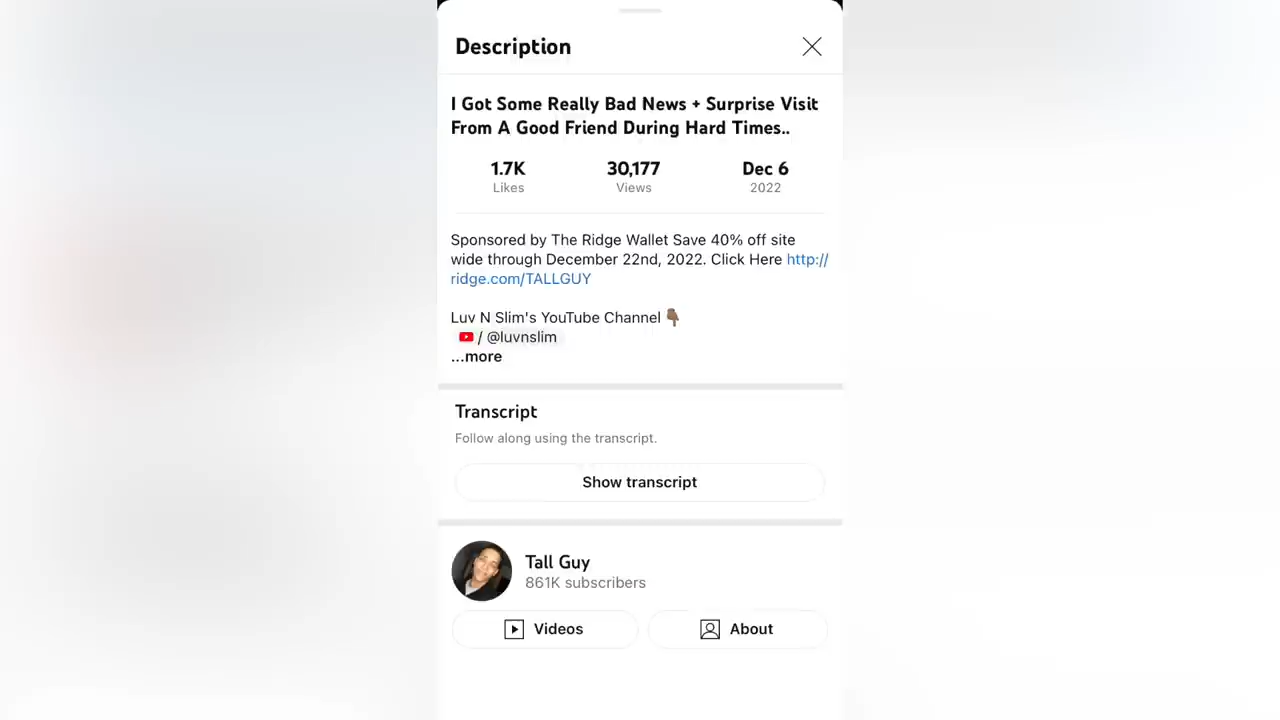 Description
I Got Some Really Bad News + Surprise Visit
From A Good Friend During Hard Times..
1.7K 30,177 Dec 6
Likes Views 2022
Sponsored by The Ridge Wallet Save 40% off site
wide through December 22nd, 2022. Click Here http://
ridge.com/TALLGUY
Luv N Slim's YouTube Channel 👇🏾
/ @luvnslim
...more
Transcript
Follow along using the transcript.
Show transcript
Tall Guy
861K subscribers
Videos About